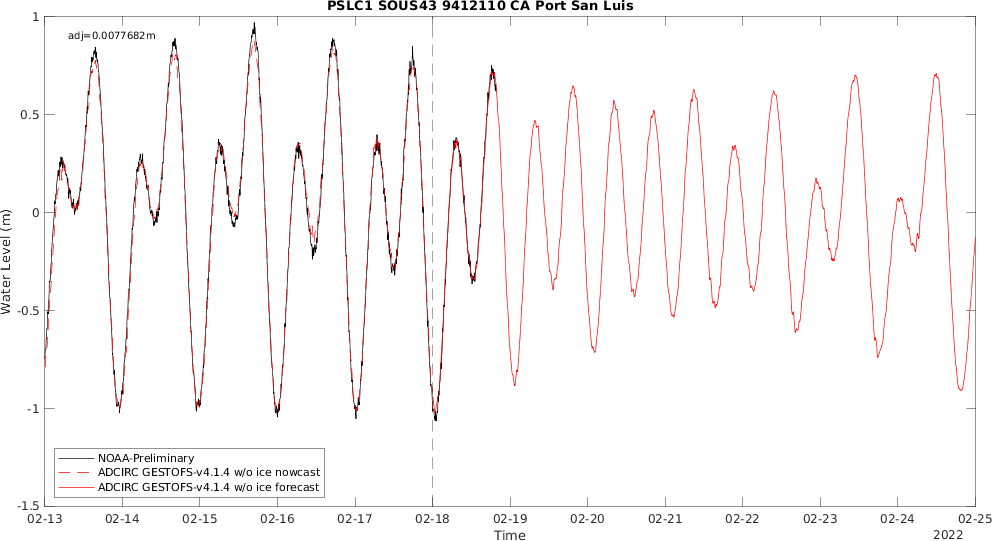 PSLC1 SOUS43 9412110 CA Port San Luis
adj=0.0077682m
1
0.5
0
-0.5
-1
-1.5
Water Level (m)
NOAA-Preliminary
ADCIRC GESTOFS-v4.1.4 w/o ice nowcast
ADCIRC GESTOFS-v4.1.4 w/o ice forecast
02-13 02-14 02-15 02-16 02-17 02-18 02-19 02-20 02-21 02-22 02-23 02-24 02-25
Time
2022